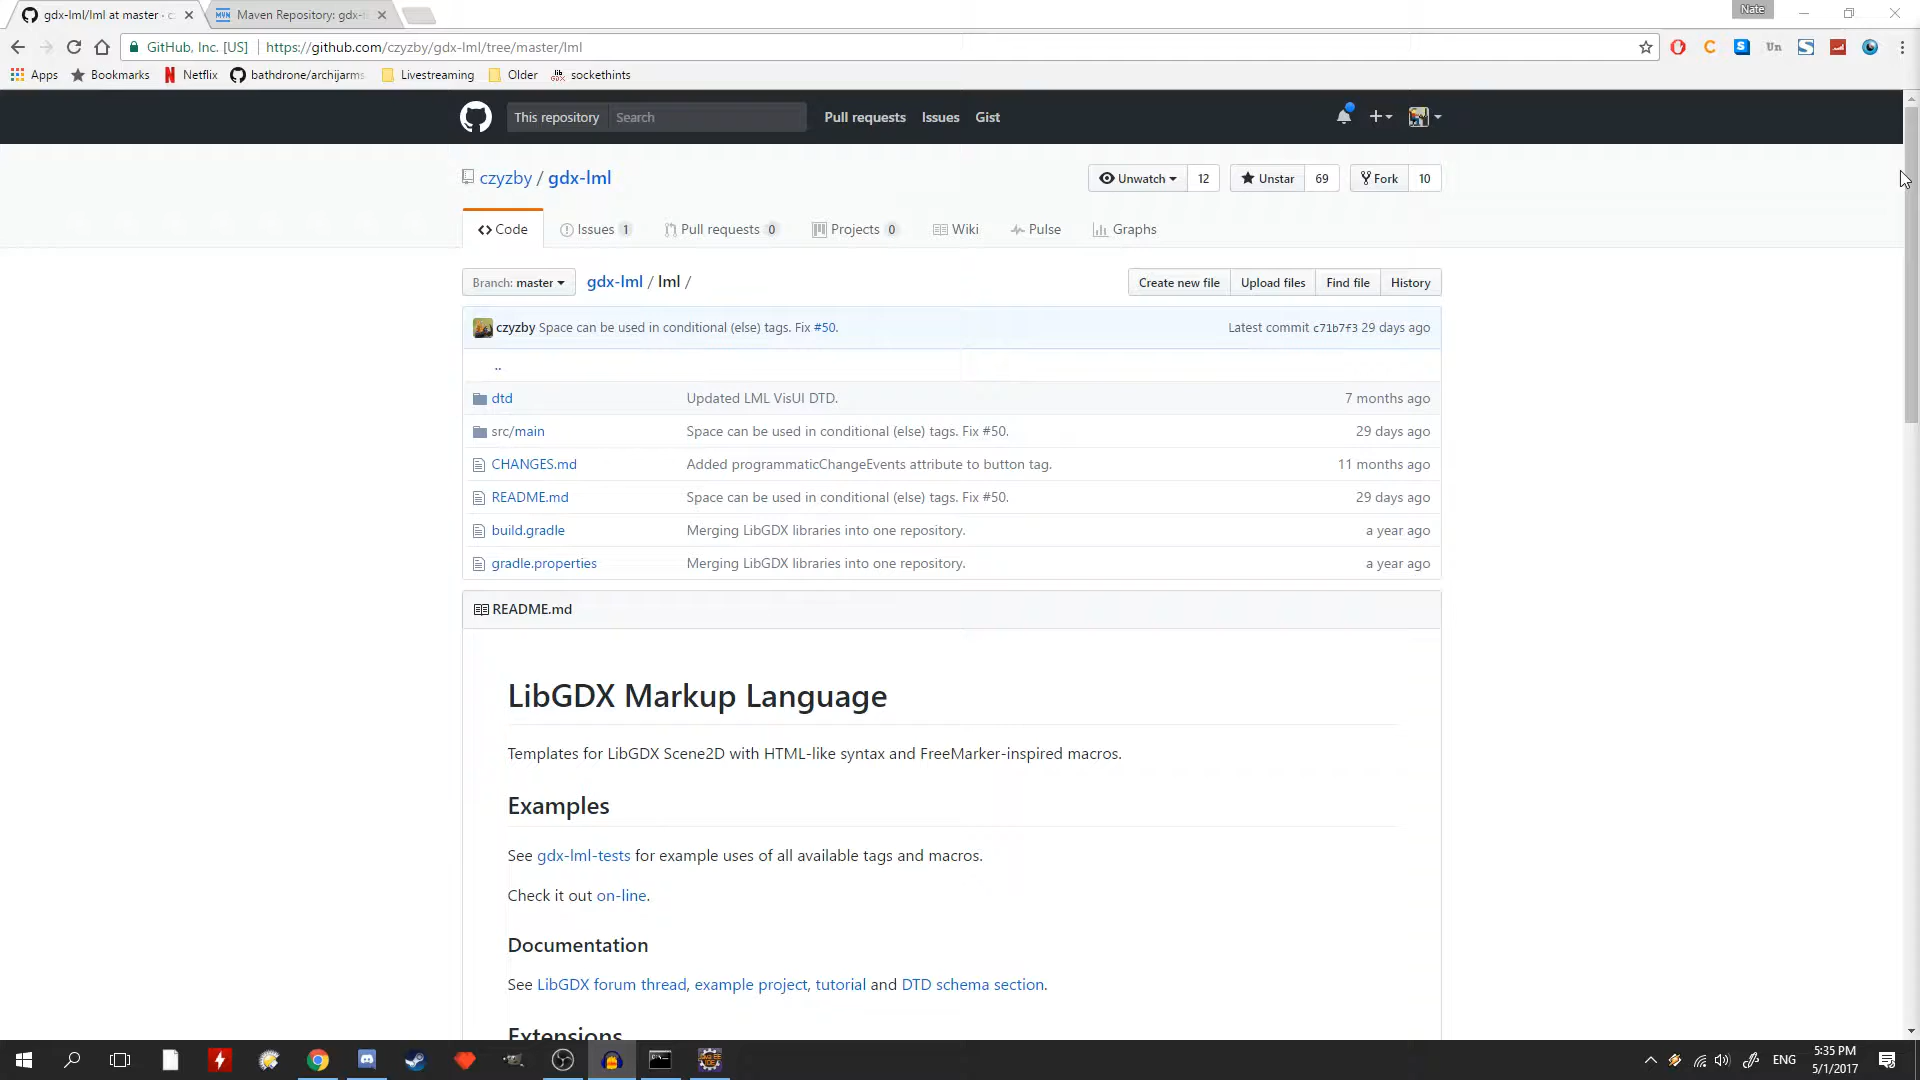 gdx-lml/lml at master
Maven Repository: gdx-
Nate
GitHub, Inc. [US]
https://github.com/czyzby/gdx-lml/tree/master/lml
Apps
Bookmarks
Netflix
bathdrone/archijarms
Livestreaming
Older
sockethints
This repository
Search
Pull requests
Issues
Gist
czyzby / gdx-lml
Unwatch 12
Unstar 69
Fork 10
Code
Issues 1
Pull requests 0
Projects 0
Wiki
Pulse
Graphs
Branch: master
gdx-lml / lml /
Create new file
Upload files
Find file
History
czyzby Space can be used in conditional (else) tags. Fix #50.
Latest commit c71b7f3 29 days ago
..
dtd Updated LML VisUI DTD. 7 months ago
src/main Space can be used in conditional (else) tags. Fix #50. 29 days ago
CHANGES.md Added programmaticChangeEvents attribute to button tag. 11 months ago
README.md Space can be used in conditional (else) tags. Fix #50. 29 days ago
build.gradle Merging LibGDX libraries into one repository. a year ago
gradle.properties Merging LibGDX libraries into one repository. a year ago
README.md
LibGDX Markup Language
Templates for LibGDX Scene2D with HTML-like syntax and FreeMarker-inspired macros.
Examples
See gdx-lml-tests for example uses of all available tags and macros.
Check it out on-line.
Documentation
See LibGDX forum thread, example project, tutorial and DTD schema section.
Extensions
ENG
5:35 PM
5/1/2017